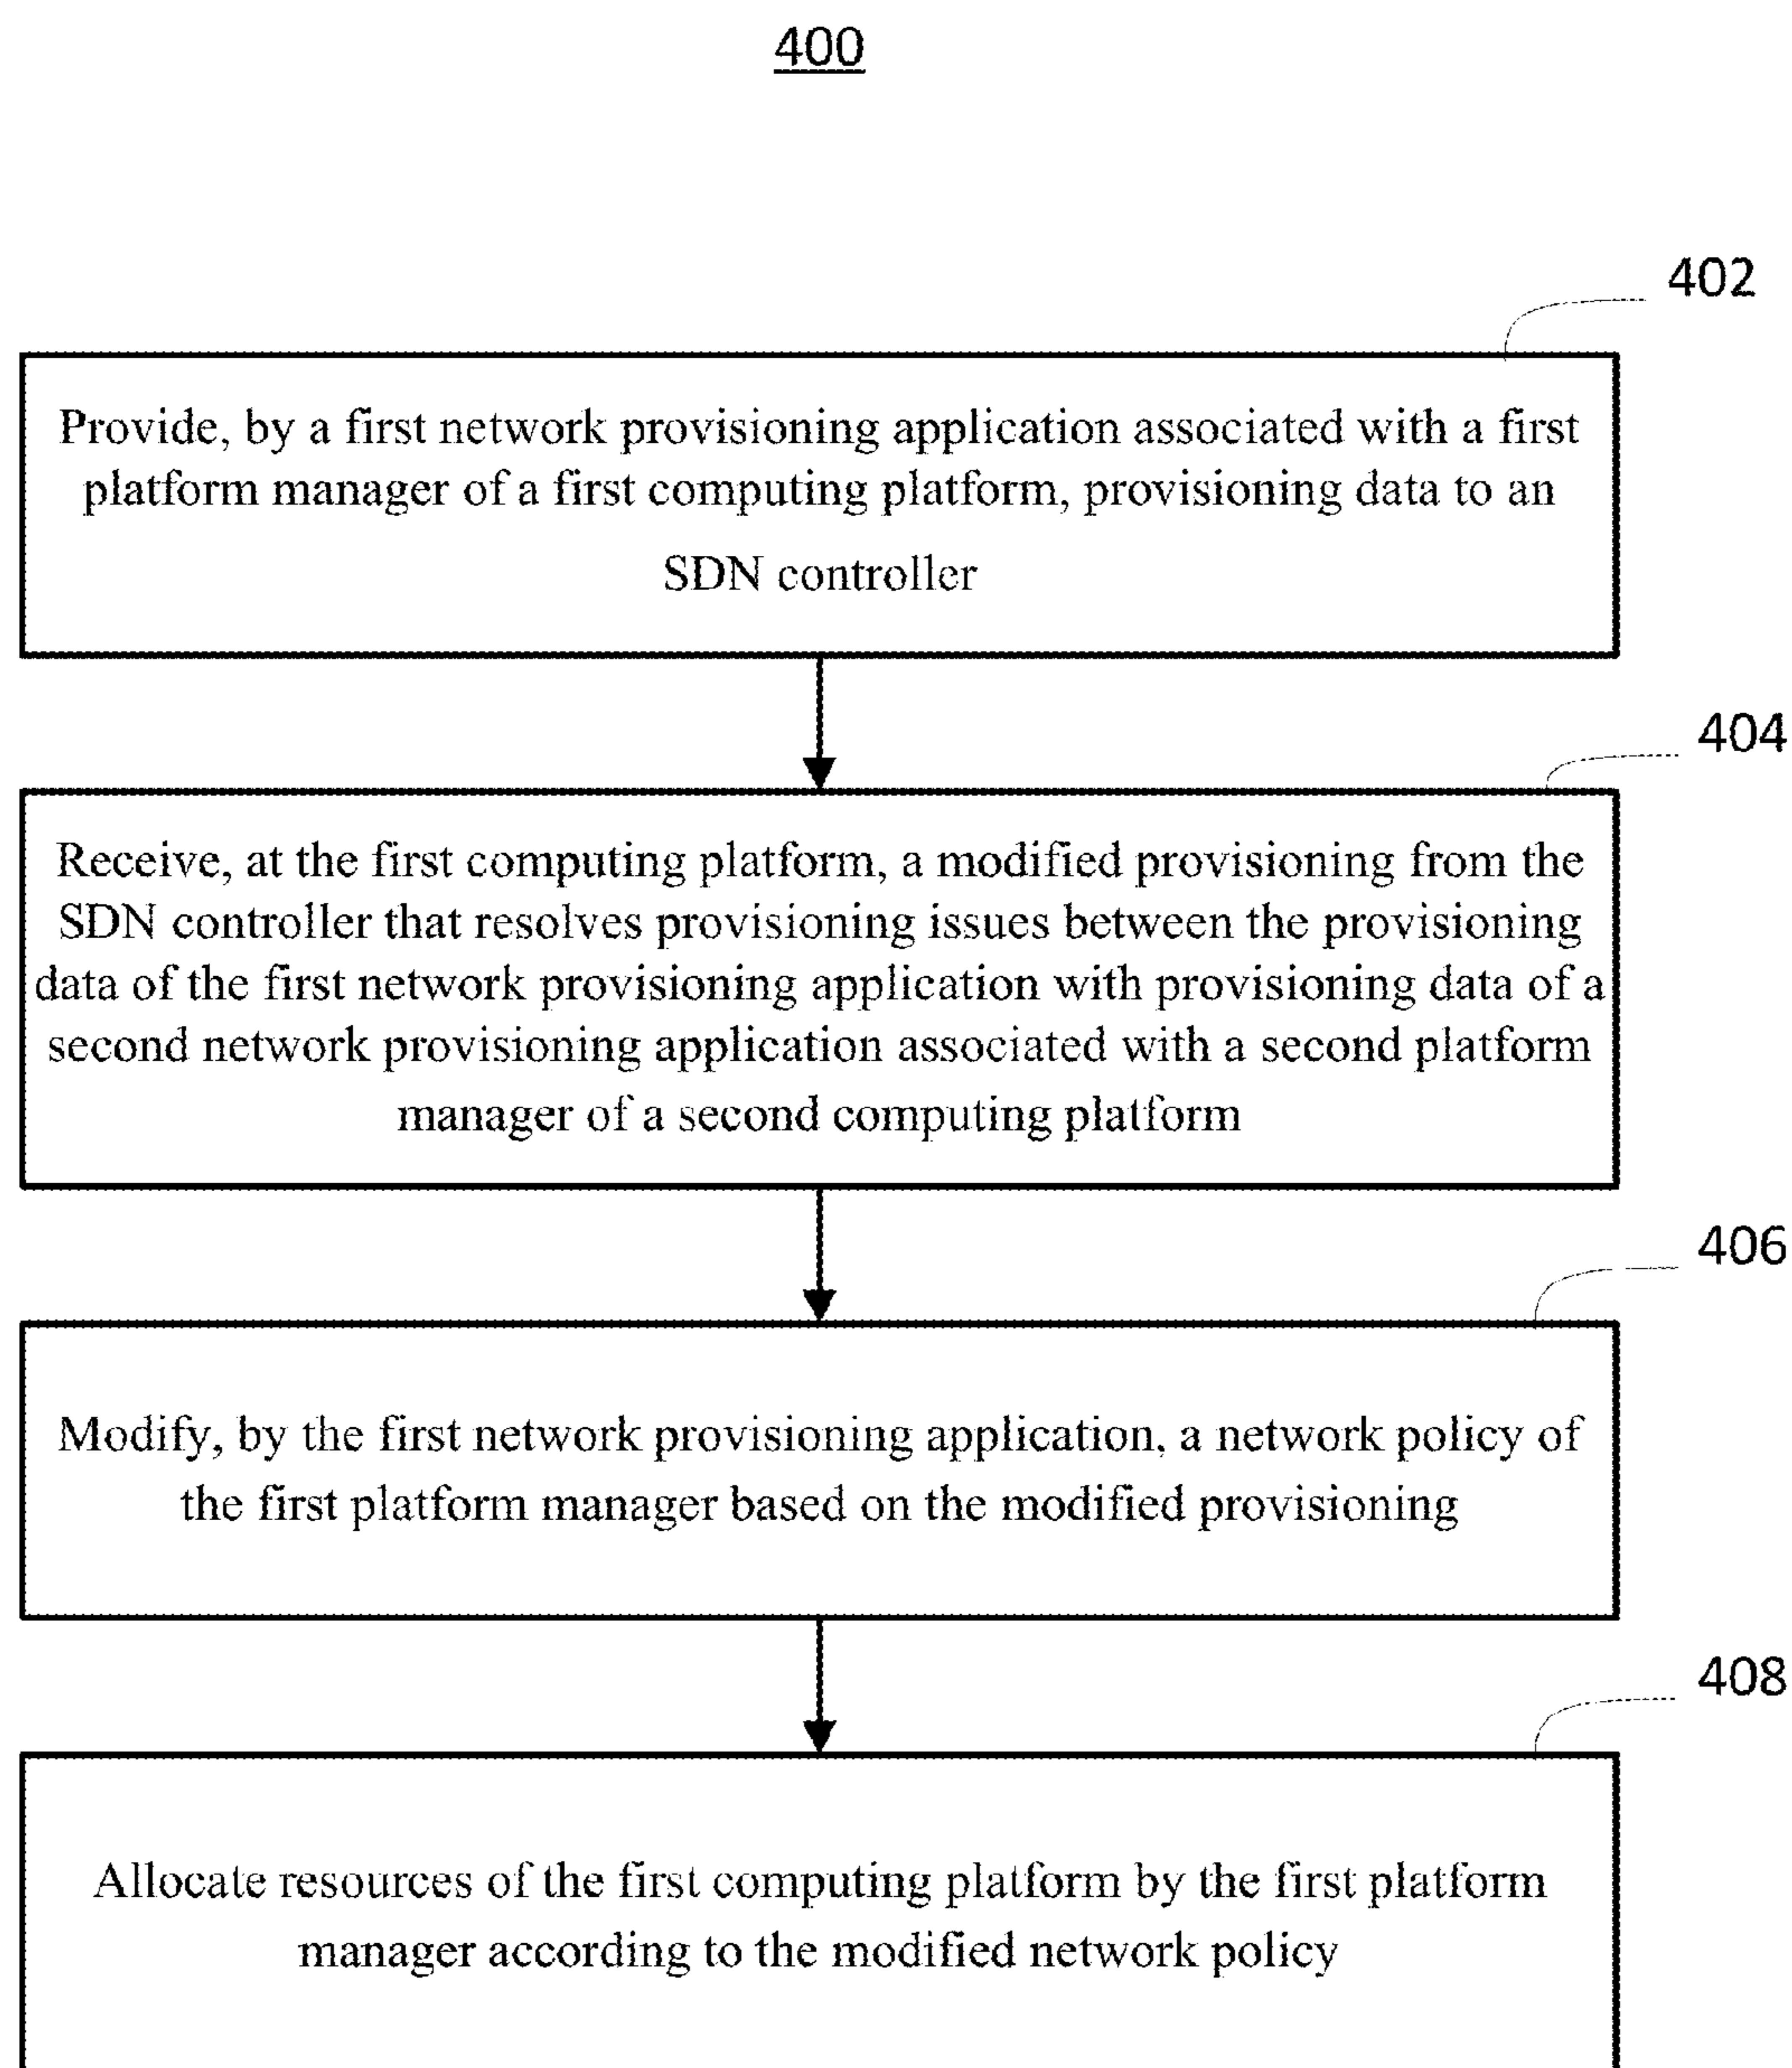 400
402
Provide, by a first network provisioning application associated with a first
platform manager of a first computing platform, provisioning data to an
SDN controller
404
Receive, at the first computing platform, a modified provisioning from the
SDN controller that resolves provisioning issues between the provisioning
data of the first network provisioning application with provisioning data of a
second network provisioning application associated with a second platform
manager of a second computing platform
406
Modify, by the first network provisioning application, a network policy of
the first platform manager based on the modified provisioning
408
Allocate resources of the first computing platform by the first platform
manager according to the modified network policy